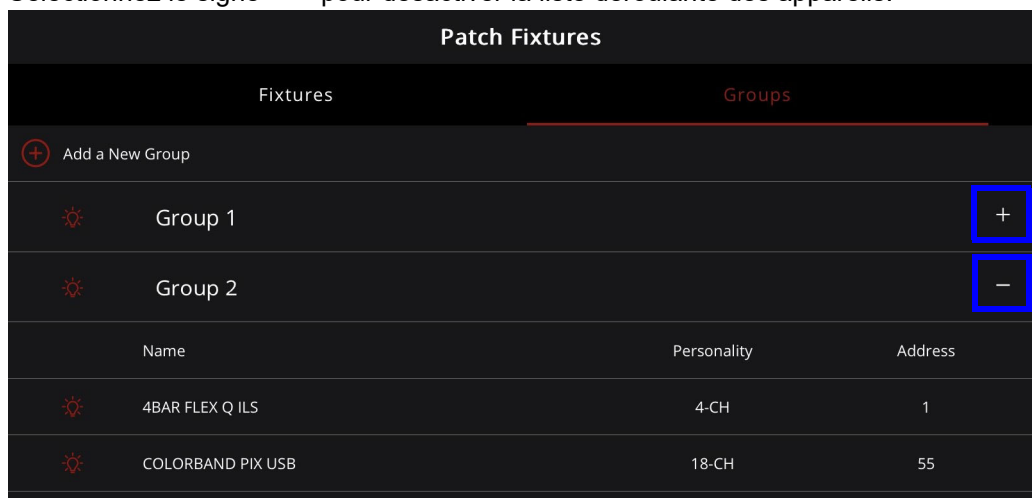 Patch Fixtures
Fixtures Groups
Add a New Group
Group 1 +
Group 2 −
Name Personality Address
4BAR FLEX Q ILS 4-CH 1
COLORBAND PIX USB 18-CH 55